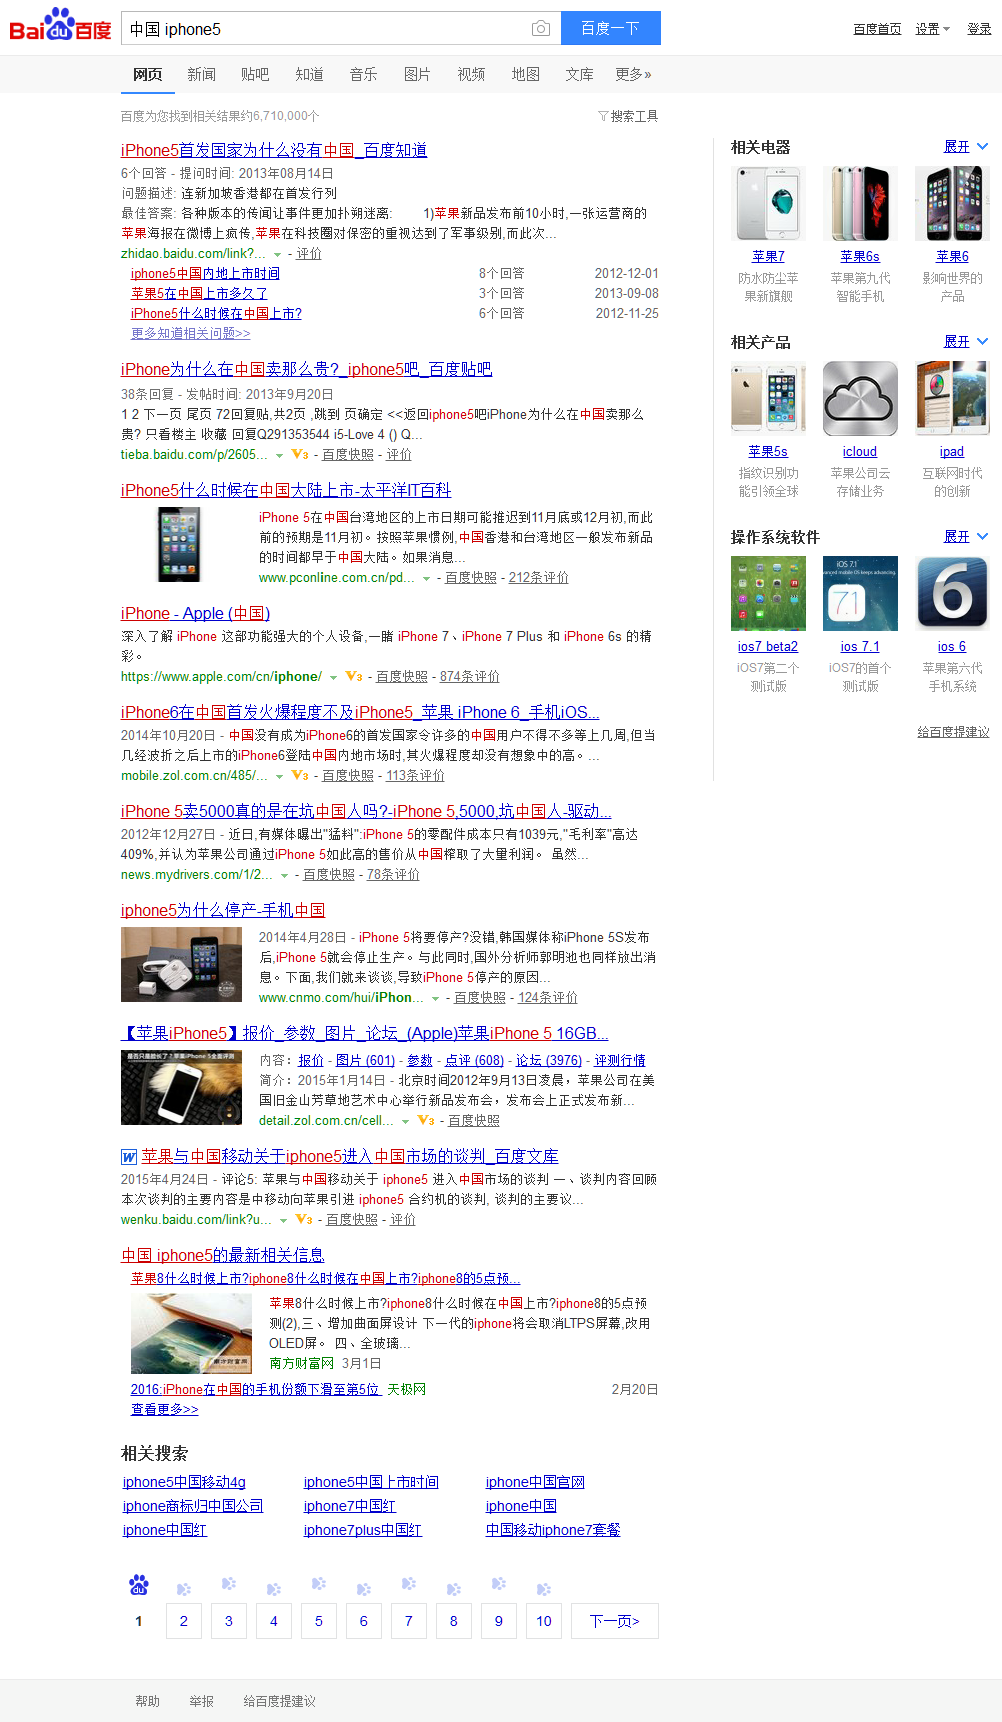 Bai du 百度
中国 iphone5
百度一下
百度首页 设置 登录
网页 新闻 贴吧 知道 音乐 图片 视频 地图 文库 更多»
百度为您找到相关结果约6,710,000个
搜索工具
iPhone5首发国家为什么没有中国_百度知道
6个回答 - 提问时间: 2013年08月14日
问题描述: 连新加坡香港都在首发行列
最佳答案: 各种版本的传闻让事件更加扑朔迷离: 1)苹果新品发布前10小时,一张运营商的
苹果海报在微博上疯传,苹果在科技圈对保密的重视达到了军事级别,而此次...
zhidao.baidu.com/link?... - 评价
iphone5中国内地上市时间 8个回答 2012-12-01
苹果5在中国上市多久了 3个回答 2013-09-08
iPhone5什么时候在中国上市? 6个回答 2012-11-25
更多知道相关问题>>
iPhone为什么在中国卖那么贵?_iphone5吧_百度贴吧
38条回复 - 发帖时间: 2013年9月20日
1 2 下一页 尾页 72回复贴,共2页 ,跳到 页确定 <<返回iphone5吧iPhone为什么在中国卖那么
贵? 只看楼主 收藏 回复Q291353544 i5-Love 4 () Q...
tieba.baidu.com/p/2605... V3 - 百度快照 - 评价
iPhone5什么时候在中国大陆上市-太平洋IT百科
iPhone 5在中国台湾地区的上市日期可能推迟到11月底或12月初,而此
前的预期是11月初。按照苹果惯例,中国香港和台湾地区一般发布新品
的时间都早于中国大陆。如果消息...
www.pconline.com.cn/pd... - 百度快照 - 212条评价
iPhone - Apple (中国)
深入了解 iPhone 这部功能强大的个人设备,一睹 iPhone 7、iPhone 7 Plus 和 iPhone 6s 的精
彩。
https://www.apple.com/cn/iphone/ V3 - 百度快照 - 874条评价
iPhone6在中国首发火爆程度不及iPhone5_苹果 iPhone 6_手机iOS...
2014年10月20日 - 中国没有成为iPhone6的首发国家令许多的中国用户不得不多等上几周,但当
几经波折之后上市的iPhone6登陆中国内地市场时,其火爆程度却没有想象中的高。...
mobile.zol.com.cn/485/... V3 - 百度快照 - 113条评价
iPhone 5卖5000真的是在坑中国人吗?-iPhone 5,5000,坑中国人-驱动...
2012年12月27日 - 近日,有媒体曝出"猛料":iPhone 5的零配件成本只有1039元,"毛利率"高达
409%,并认为苹果公司通过iPhone 5如此高的售价从中国榨取了大量利润。 虽然...
news.mydrivers.com/1/2... - 百度快照 - 78条评价
iphone5为什么停产-手机中国
2014年4月28日 - iPhone 5将要停产?没错,韩国媒体称iPhone 5S发布
后,iPhone 5就会停止生产。与此同时,国外分析师郭明池也同样放出消
息。下面,我们就来谈谈,导致iPhone 5停产的原因...
www.cnmo.com/hui/iPhon... - 百度快照 - 124条评价
【苹果iPhone5】报价_参数_图片_论坛_(Apple)苹果iPhone 5 16GB...
是否只是脸长了?苹果iPhone 5全面评测
内容: 报价 - 图片 (601) - 参数 - 点评 (608) - 论坛 (3976) - 评测行情
简介: 2015年1月14日 - 北京时间2012年9月13日凌晨，苹果公司在美
国旧金山芳草地艺术中心举行新品发布会，发布会上正式发布新...
detail.zol.com.cn/cell... V3 - 百度快照
W 苹果与中国移动关于iphone5进入中国市场的谈判_百度文库
2015年4月24日 - 评论5: 苹果与中国移动关于 iphone5 进入中国市场的谈判 一、谈判内容回顾
本次谈判的主要内容是中移动向苹果引进 iphone5 合约机的谈判, 谈判的主要议...
wenku.baidu.com/link?u... V3 - 百度快照 - 评价
中国 iphone5的最新相关信息
苹果8什么时候上市?iphone8什么时候在中国上市?iphone8的5点预...
南方财富网
苹果8什么时候上市?iphone8什么时候在中国上市?iphone8的5点预
测(2),三、增加曲面屏设计 下一代的iphone将会取消LTPS屏幕,改用
OLED屏。 四、全玻璃...
南方财富网 3月1日
2016:iPhone在中国的手机份额下滑至第5位 天极网 2月20日
查看更多>>
相关搜索
iphone5中国移动4g iphone5中国上市时间 iphone中国官网
iphone商标归中国公司 iphone7中国红 iphone中国
iphone中国红 iphone7plus中国红 中国移动iphone7套餐
du
1 2 3 4 5 6 7 8 9 10 下一页>
相关电器 展开
苹果7 苹果6s 苹果6
防水防尘苹 苹果第九代 影响世界的
果新旗舰 智能手机 产品
相关产品 展开
苹果5s icloud ipad
指纹识别功 苹果公司云 互联网时代
能引领全球 存储业务 的创新
操作系统软件 展开
iOS 7.1
advanced mobile OS keeps advancing.
7.1
6
ios7 beta2 ios 7.1 ios 6
iOS7第二个 iOS7的首个 苹果第六代
测试版 测试版 手机系统
给百度提建议
帮助 举报 给百度提建议